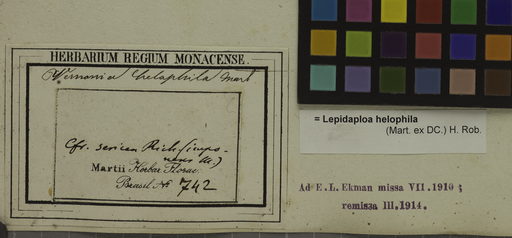 HERBARIUM REGIUM MONACENSE.
Vernonia helophila Mart
Cfr. sericea Rich
Martii Herbar. Florae
Brasil. No 742
= Lepidaploa helophila
(Mart. ex DC.) H. Rob.
Ad E. L. Ekman missa VII. 1910 ;
remissa III. 1914.